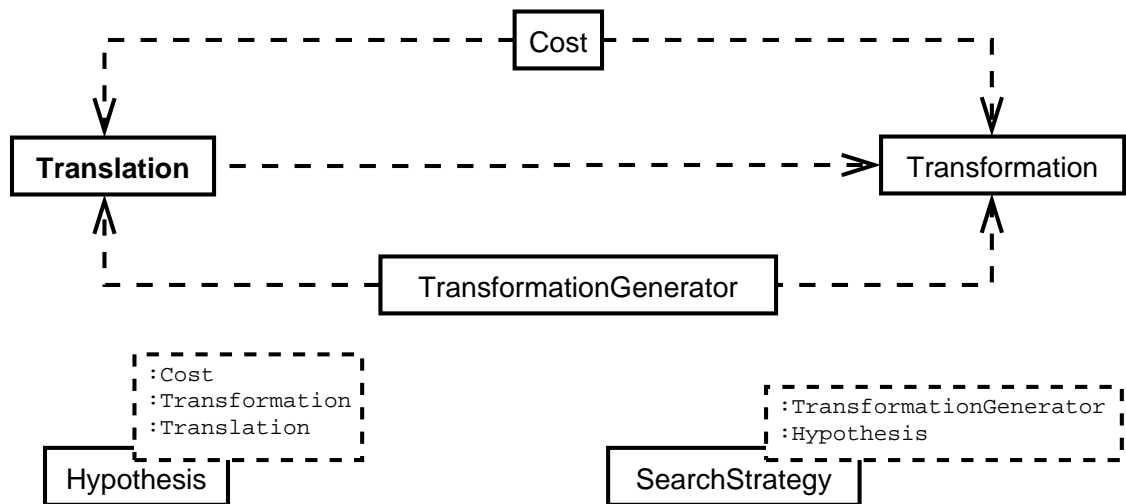 Cost
Translation
Transformation
TransformationGenerator
:Cost
:Transformation
:Translation
Hypothesis
:TransformationGenerator
:Hypothesis
SearchStrategy